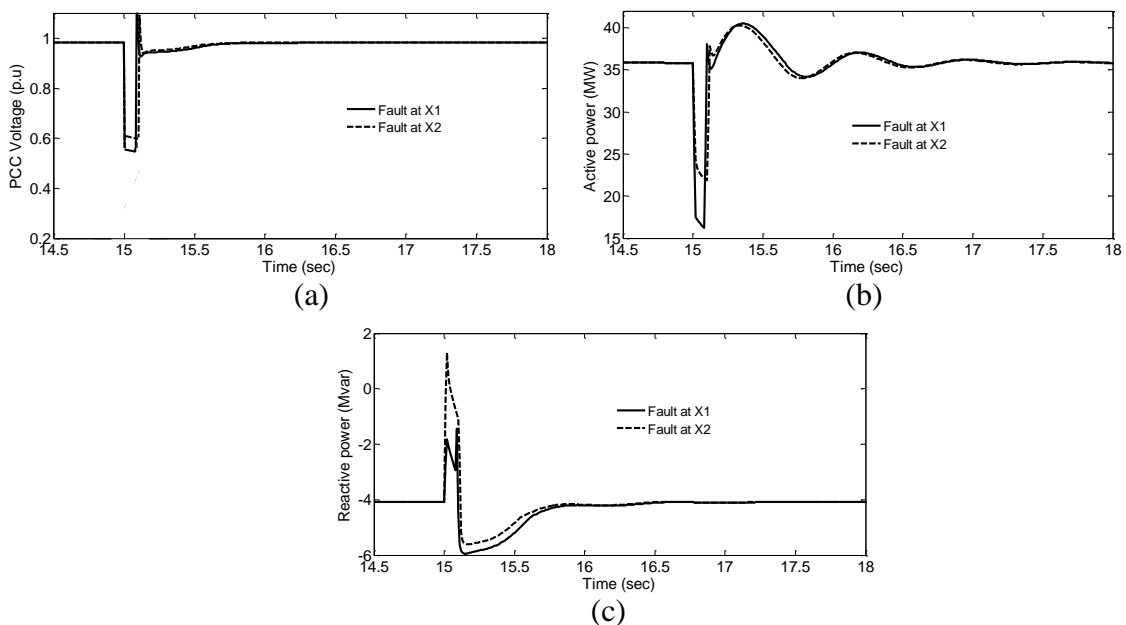 PCC Voltage (p.u)
1
0.8
0.6
0.4
0.2
14.5 15 15.5 16 16.5 17 17.5 18
Time (sec)
Fault at X1
Fault at X2
(a)
Active power (MW)
40
35
30
25
20
15
14.5 15 15.5 16 16.5 17 17.5 18
Time (sec)
Fault at X1
Fault at X2
(b)
Reactive power (Mvar)
2
0
-2
-4
-6
14.5 15 15.5 16 16.5 17 17.5 18
Time (sec)
Fault at X1
Fault at X2
(c)